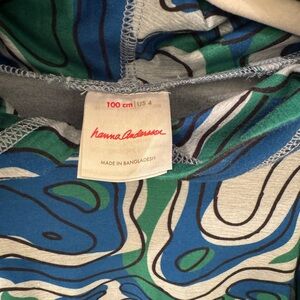 100 cm | US 4
hanna andersson
MADE IN BANGLADESH